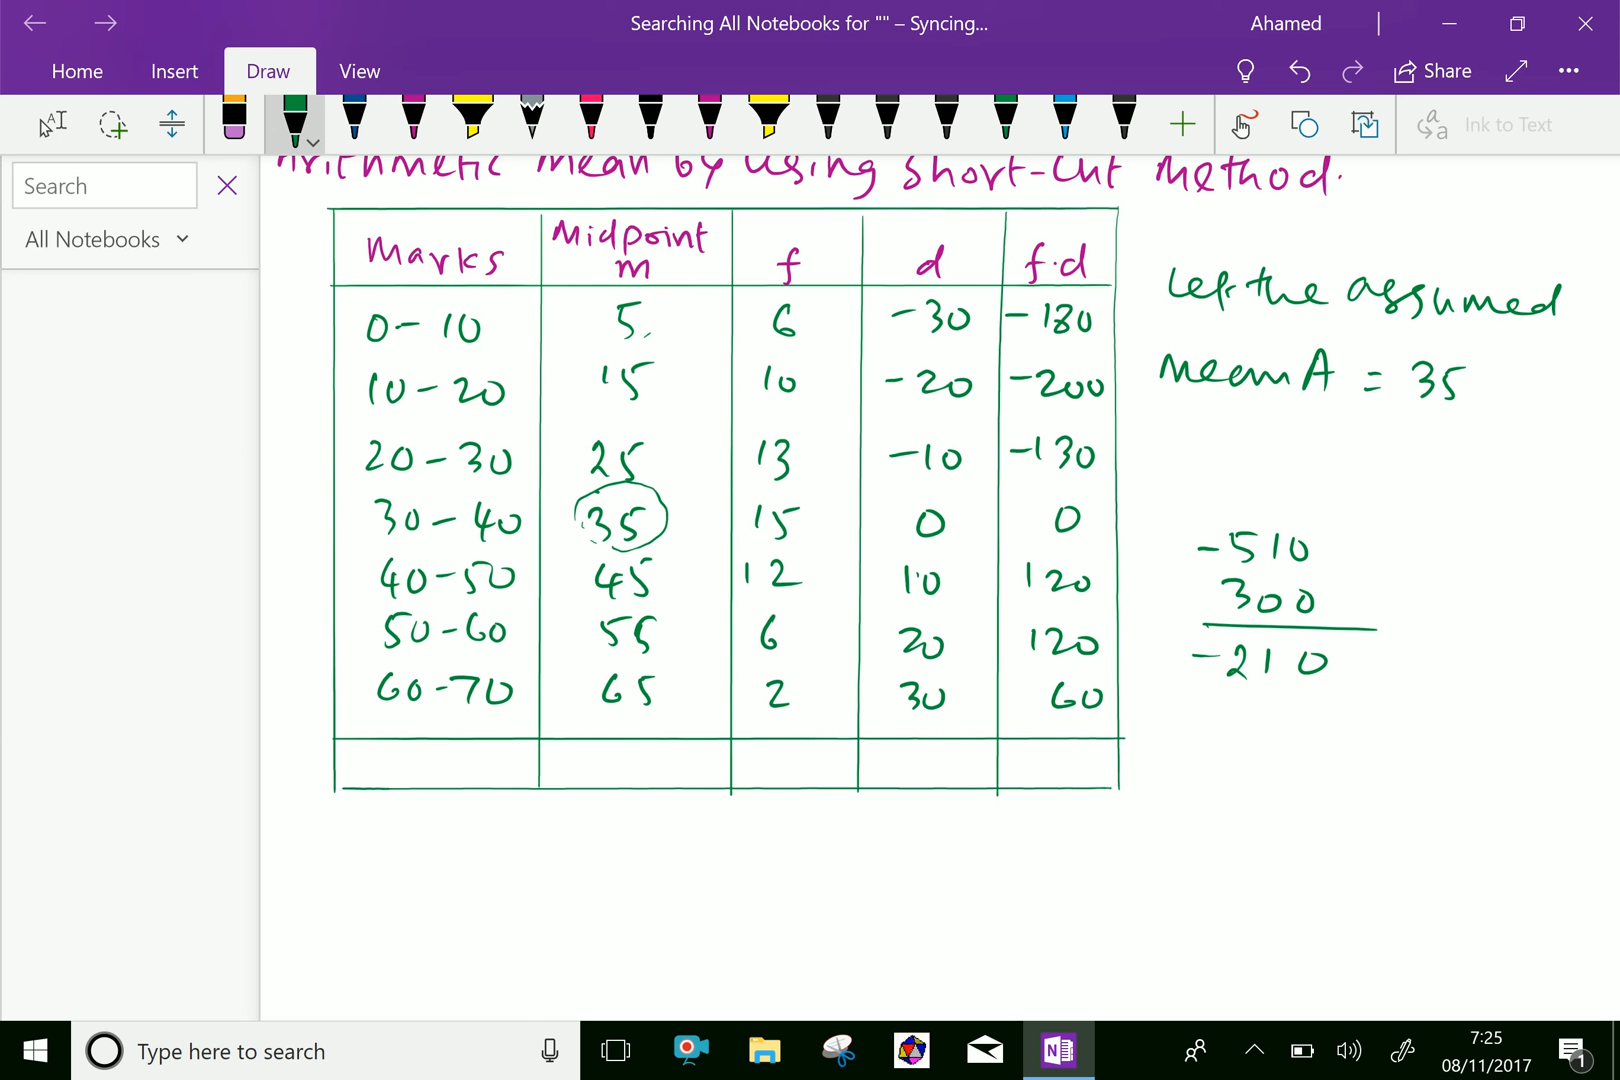 Searching All Notebooks for "" – Syncing...
Ahamed
Home Insert Draw View
Share
Ink to Text
Search
All Notebooks
Arithmetic mean by using short-cut method.
Marks Midpoint m f d f.d
0-10 5 6 -30 -180
10-20 15 10 -20 -200
20-30 25 13 -10 -130
30-40 35 15 0 0
40-50 45 12 10 120
50-60 55 6 20 120
60-70 65 2 30 60
Let the assumed
mean A = 35
-510
300
-210
Type here to search
7:25
08/11/2017
1